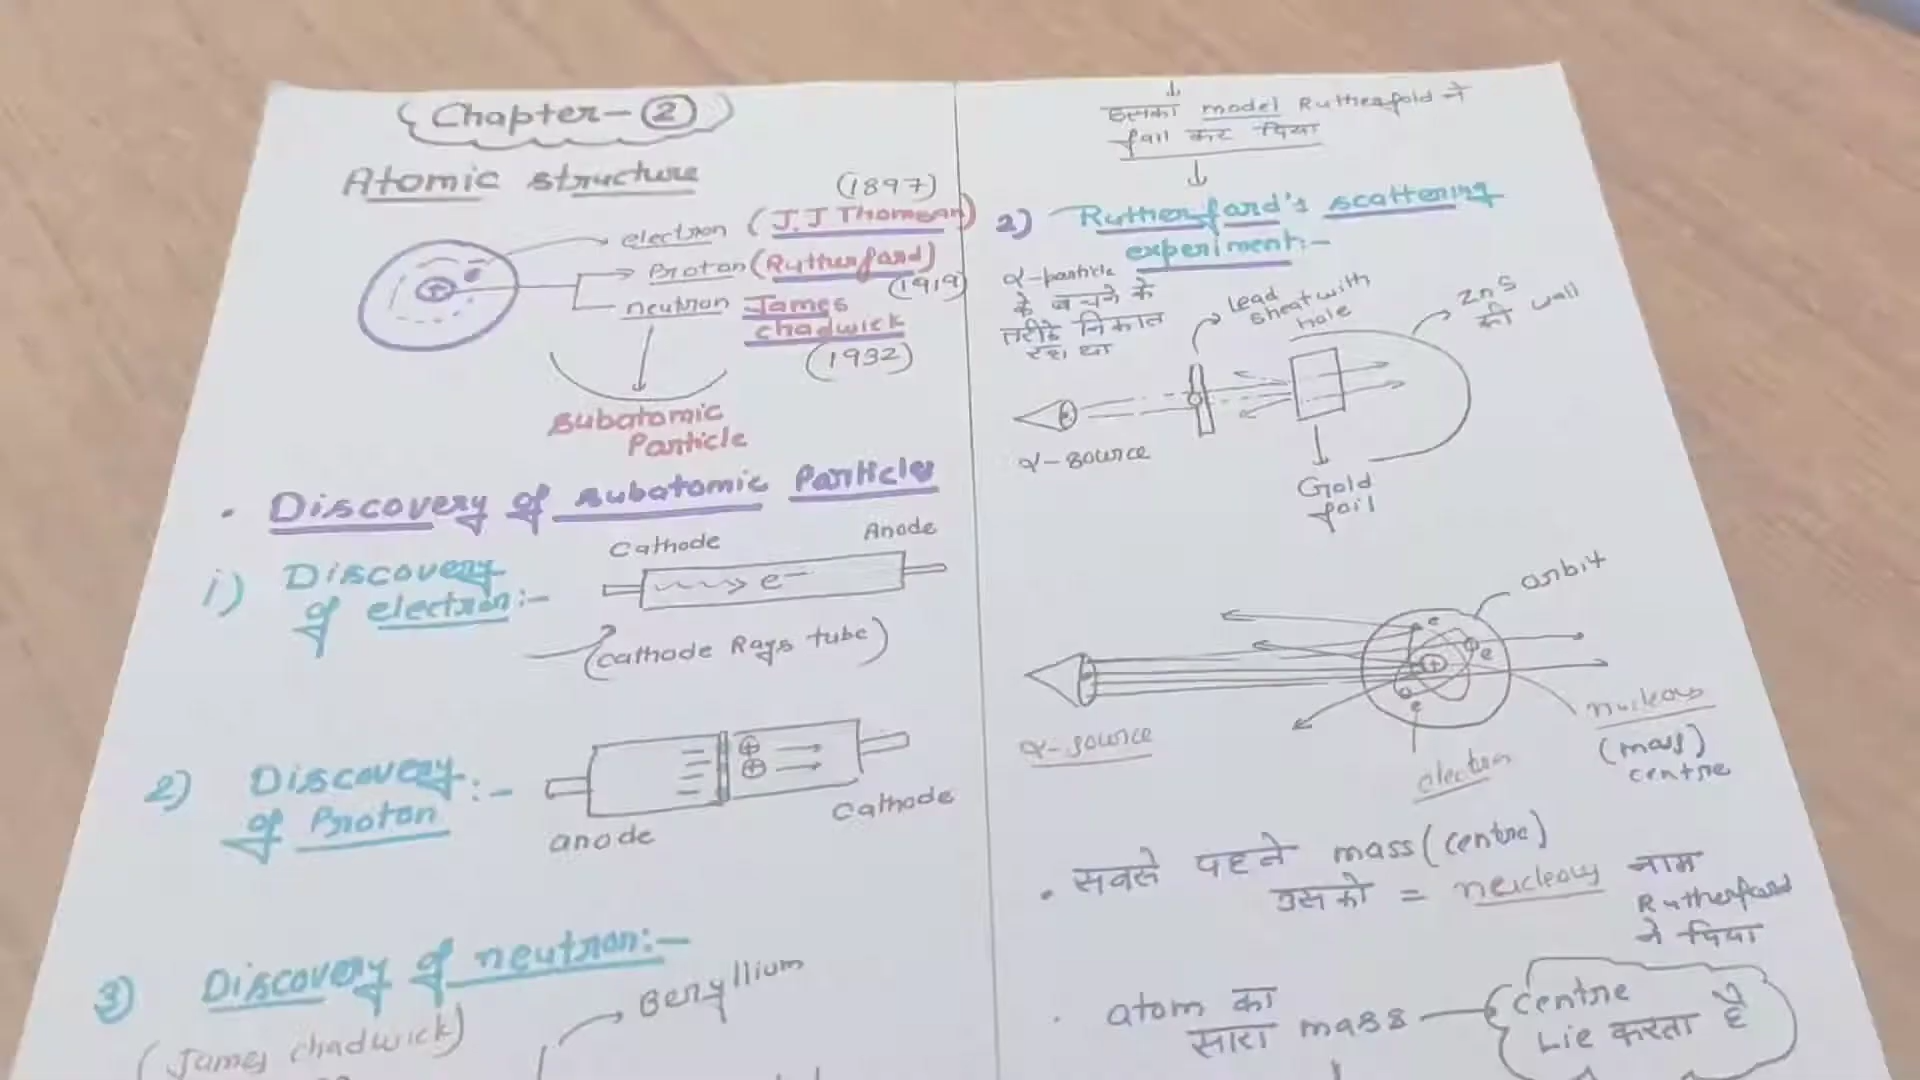 Chapter-2
Atomic structure
(1897)
electron (J.J Thomson)
Proton (Rutherford)
(1919)
neutron James
chadwick
(1932)
Subatomic
Particle
• Discovery of subatomic Particles
i) Discovery
of electron:-
Cathode
Anode
e-
(Cathode Rays tube)
2) Discovery
of Proton :-
anode
Cathode
3) Discovery of neutron:-
(James chadwick)
Beryllium
इसका model Rutherford ने
fail कर दिया
2) Rutherford's scattering
experiment:-
α-particle
के बचने के
तरीके निकाल
रहा था
lead
sheat with
hole
ZnS
की wall
α-source
Gold
foil
orbit
e
e
e
+
α-source
electron
nucleous
(mass)
centre
• सबसे पहले mass (centre)
उसको = neucleous नाम
Rutherford
ने दिया
• atom का
सारा mass
centre
Lie करता है